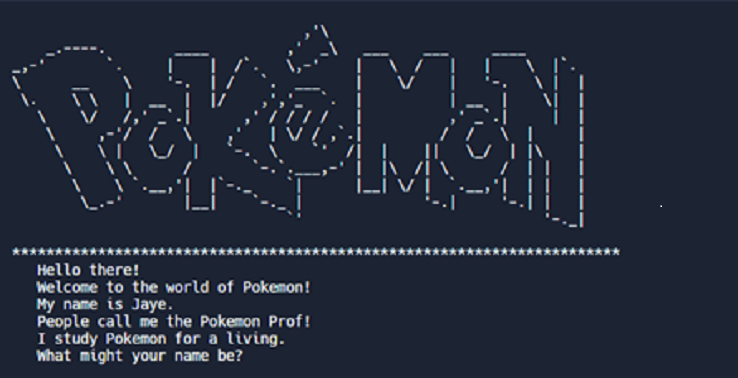 POKéMON
Hello there!
Welcome to the world of Pokemon!
My name is Jaye.
People call me the Pokemon Prof!
I study Pokemon for a living.
What might your name be?